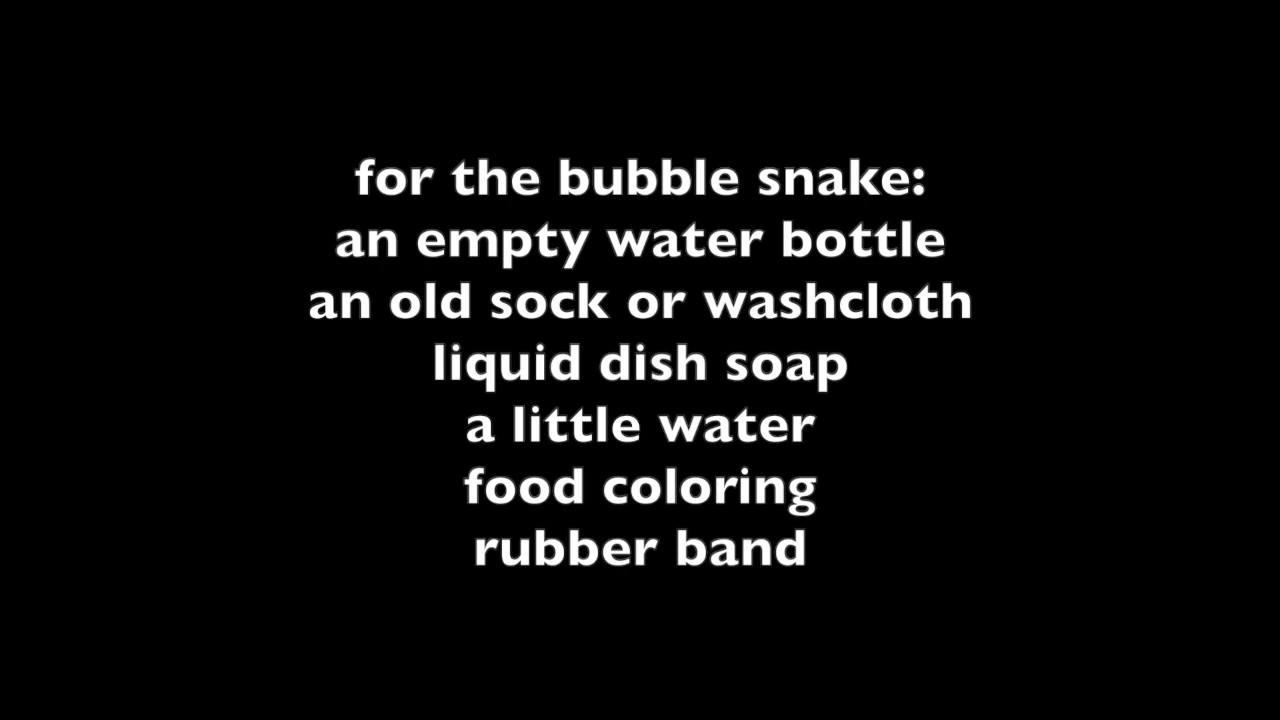 for the bubble snake:
an empty water bottle
an old sock or washcloth
liquid dish soap
a little water
food coloring
rubber band